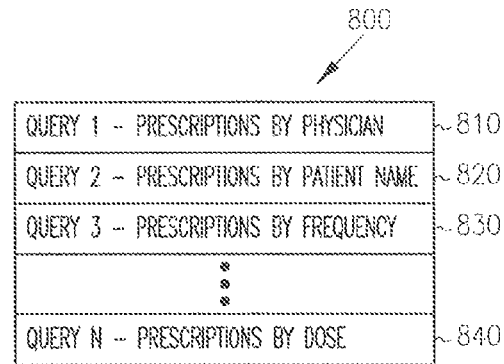 800
QUERY 1 - PRESCRIPTIONS BY PHYSICIAN 810
QUERY 2 - PRESCRIPTIONS BY PATIENT NAME 820
QUERY 3 - PRESCRIPTIONS BY FREQUENCY 830
QUERY N - PRESCRIPTIONS BY DOSE 840